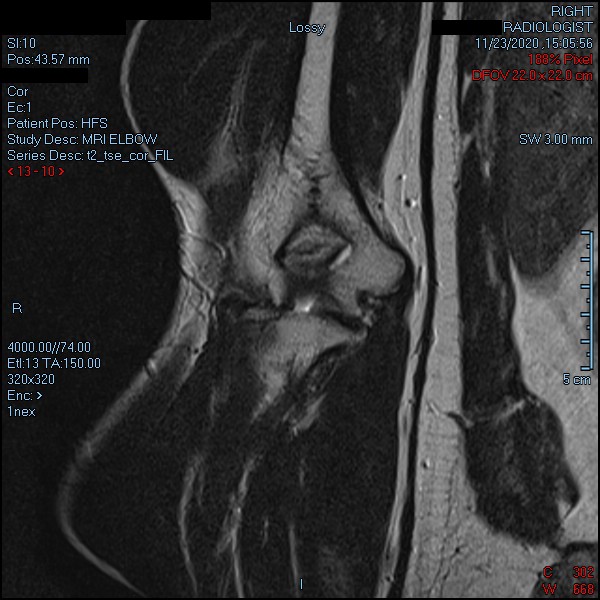 Lossy
RIGHT
RADIOLOGIST
11/23/2020 ,15:05:56
188% Pixel
DFOV 22.0 x 22.0 cm
SW 3.00 mm
SI:10
Pos:43.57 mm
Cor
Ec:1
Patient Pos: HFS
Study Desc: MRI ELBOW
Series Desc: t2_tse_cor_FIL
< 13 - 10 >
R
4000.00//74.00
Etl:13 TA:150.00
320x320
Enc: >
1nex
5 cm
I
C 302
W 668